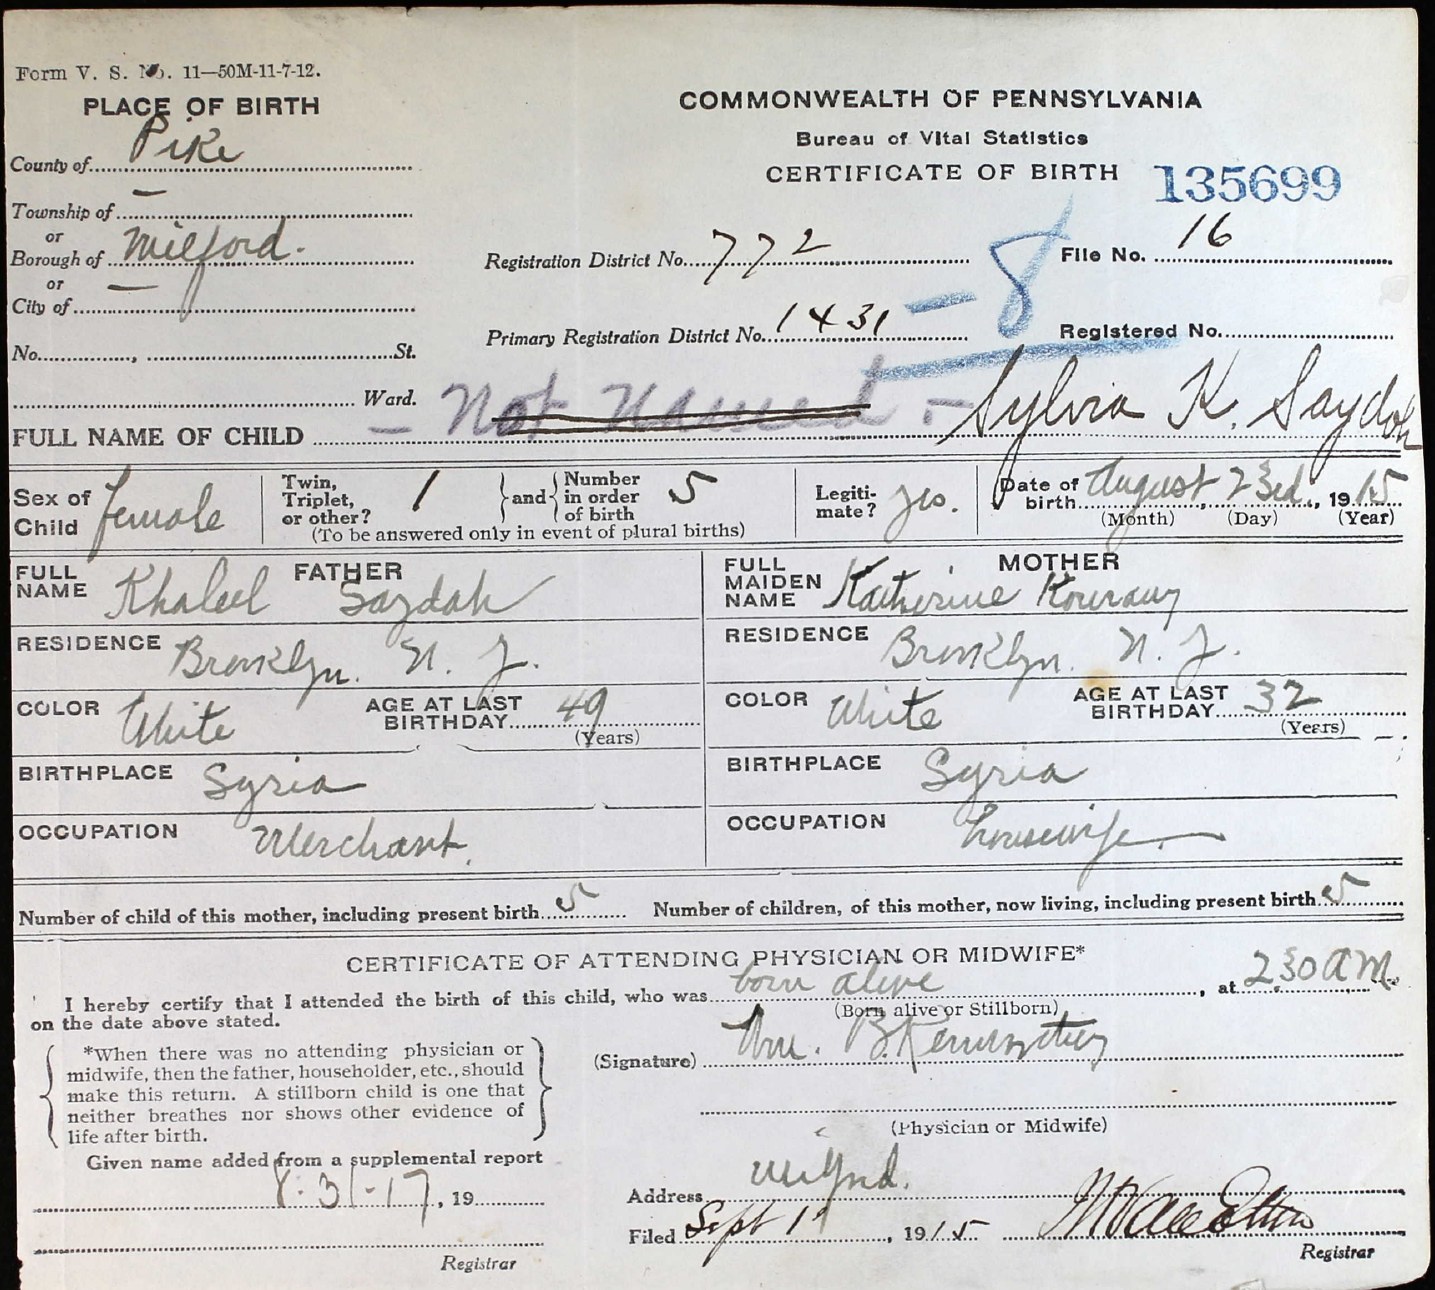 Form V. S. No. 11—50M-11-7-12.
PLACE OF BIRTH
County of Pike
Township of —
or
Borough of Milford.
or
City of —
No. , St.
Ward.
COMMONWEALTH OF PENNSYLVANIA
Bureau of Vital Statistics
CERTIFICATE OF BIRTH
135699
Registration District No. 772
File No. 16
Primary Registration District No. 1431 — 8
Registered No.
FULL NAME OF CHILD — Not Named — Sylvia K. Saydah
Sex of Child female
Twin, Triplet, or other? 1 and Number in order of birth 5
(To be answered only in event of plural births)
Legitimate? yes.
Date of birth August 23rd, 1915
(Month) (Day) (Year)
FATHER
FULL NAME Khaleel Saydah
RESIDENCE Brooklyn. N. Y.
COLOR White AGE AT LAST BIRTHDAY 49
(Years)
BIRTHPLACE Syria
OCCUPATION Merchant.
MOTHER
FULL MAIDEN NAME Katherine
RESIDENCE Brooklyn. N. Y.
COLOR White AGE AT LAST BIRTHDAY 32
(Years)
BIRTHPLACE Syria
OCCUPATION housewife.
Number of child of this mother, including present birth 5 Number of children, of this mother, now living, including present birth 5
CERTIFICATE OF ATTENDING PHYSICIAN OR MIDWIFE*
I hereby certify that I attended the birth of this child, who was born alive, at 2 30 A M.
(Born alive or Stillborn)
on the date above stated.
*When there was no attending physician or
midwife, then the father, householder, etc., should
make this return. A stillborn child is one that
neither breathes nor shows other evidence of
life after birth.
Given name added from a supplemental report
8-31-17, 19
Registrar
(Signature) Wm. B.
(Physician or Midwife)
Address Milford.
Filed Sept 1, 1915
Registrar